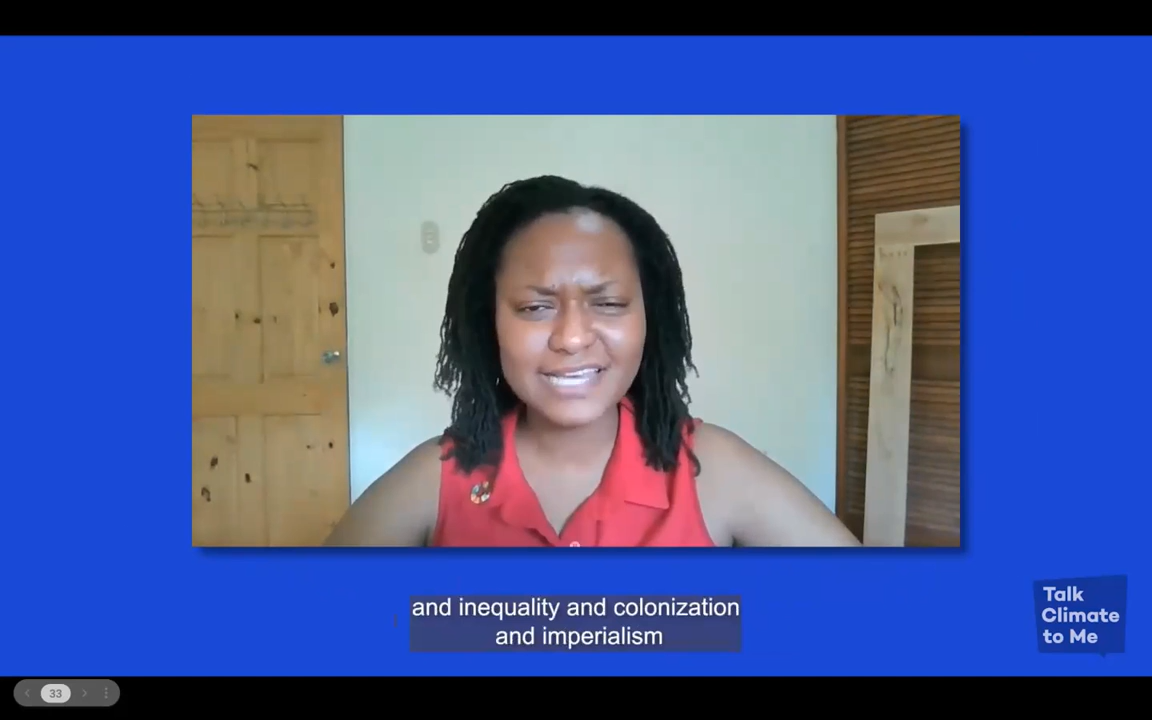 and inequality and colonization
and imperialism
Talk
Climate
to Me
33